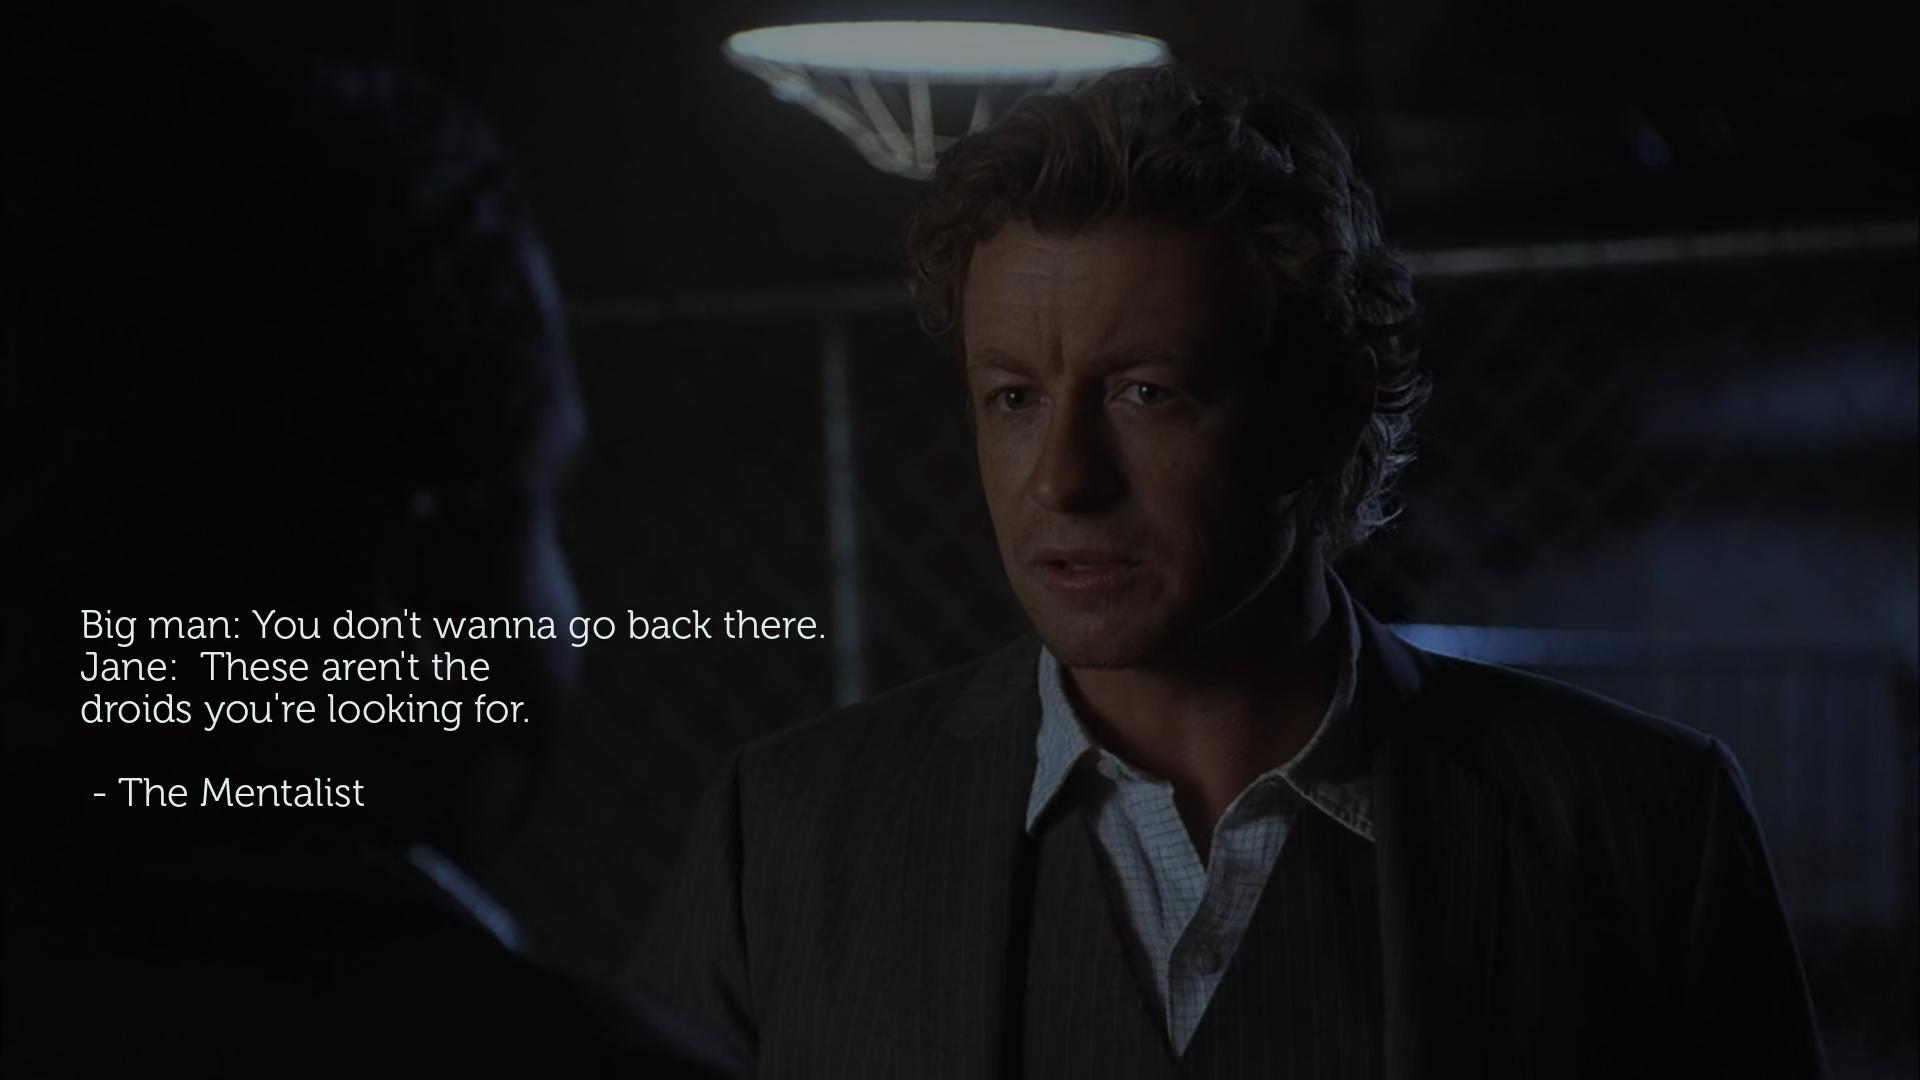 Big man: You don't wanna go back there.
Jane:  These aren't the
droids you're looking for.
- The Mentalist